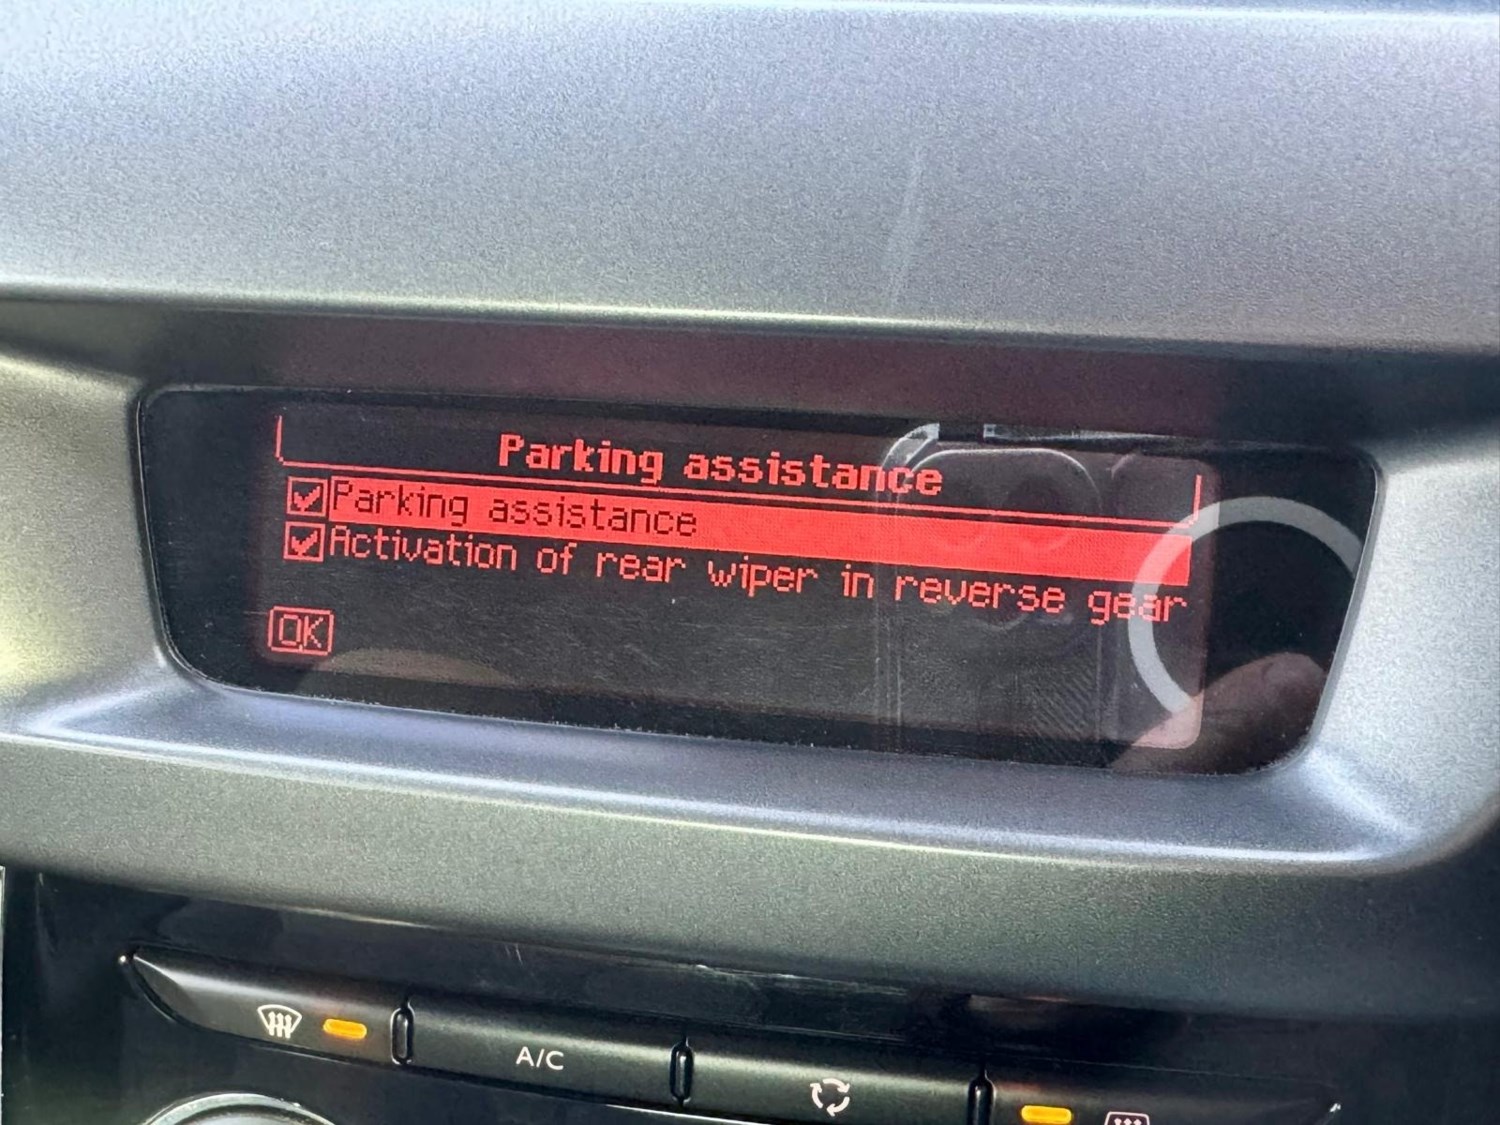 Parking assistance
Parking assistance
Activation of rear wiper in reverse gear
OK
A/C